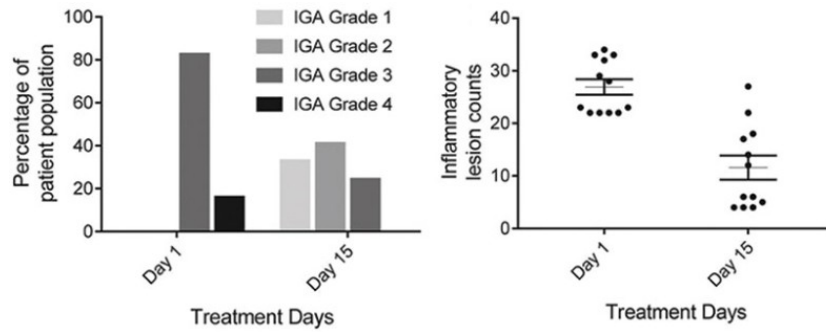 Percentage of
patient population
100
80
60
40
20
0
IGA Grade 1
IGA Grade 2
IGA Grade 3
IGA Grade 4
Day 1
Day 15
Treatment Days
Inflammatory
lesion counts
40
30
20
10
0
Day 1
Day 15
Treatment Days